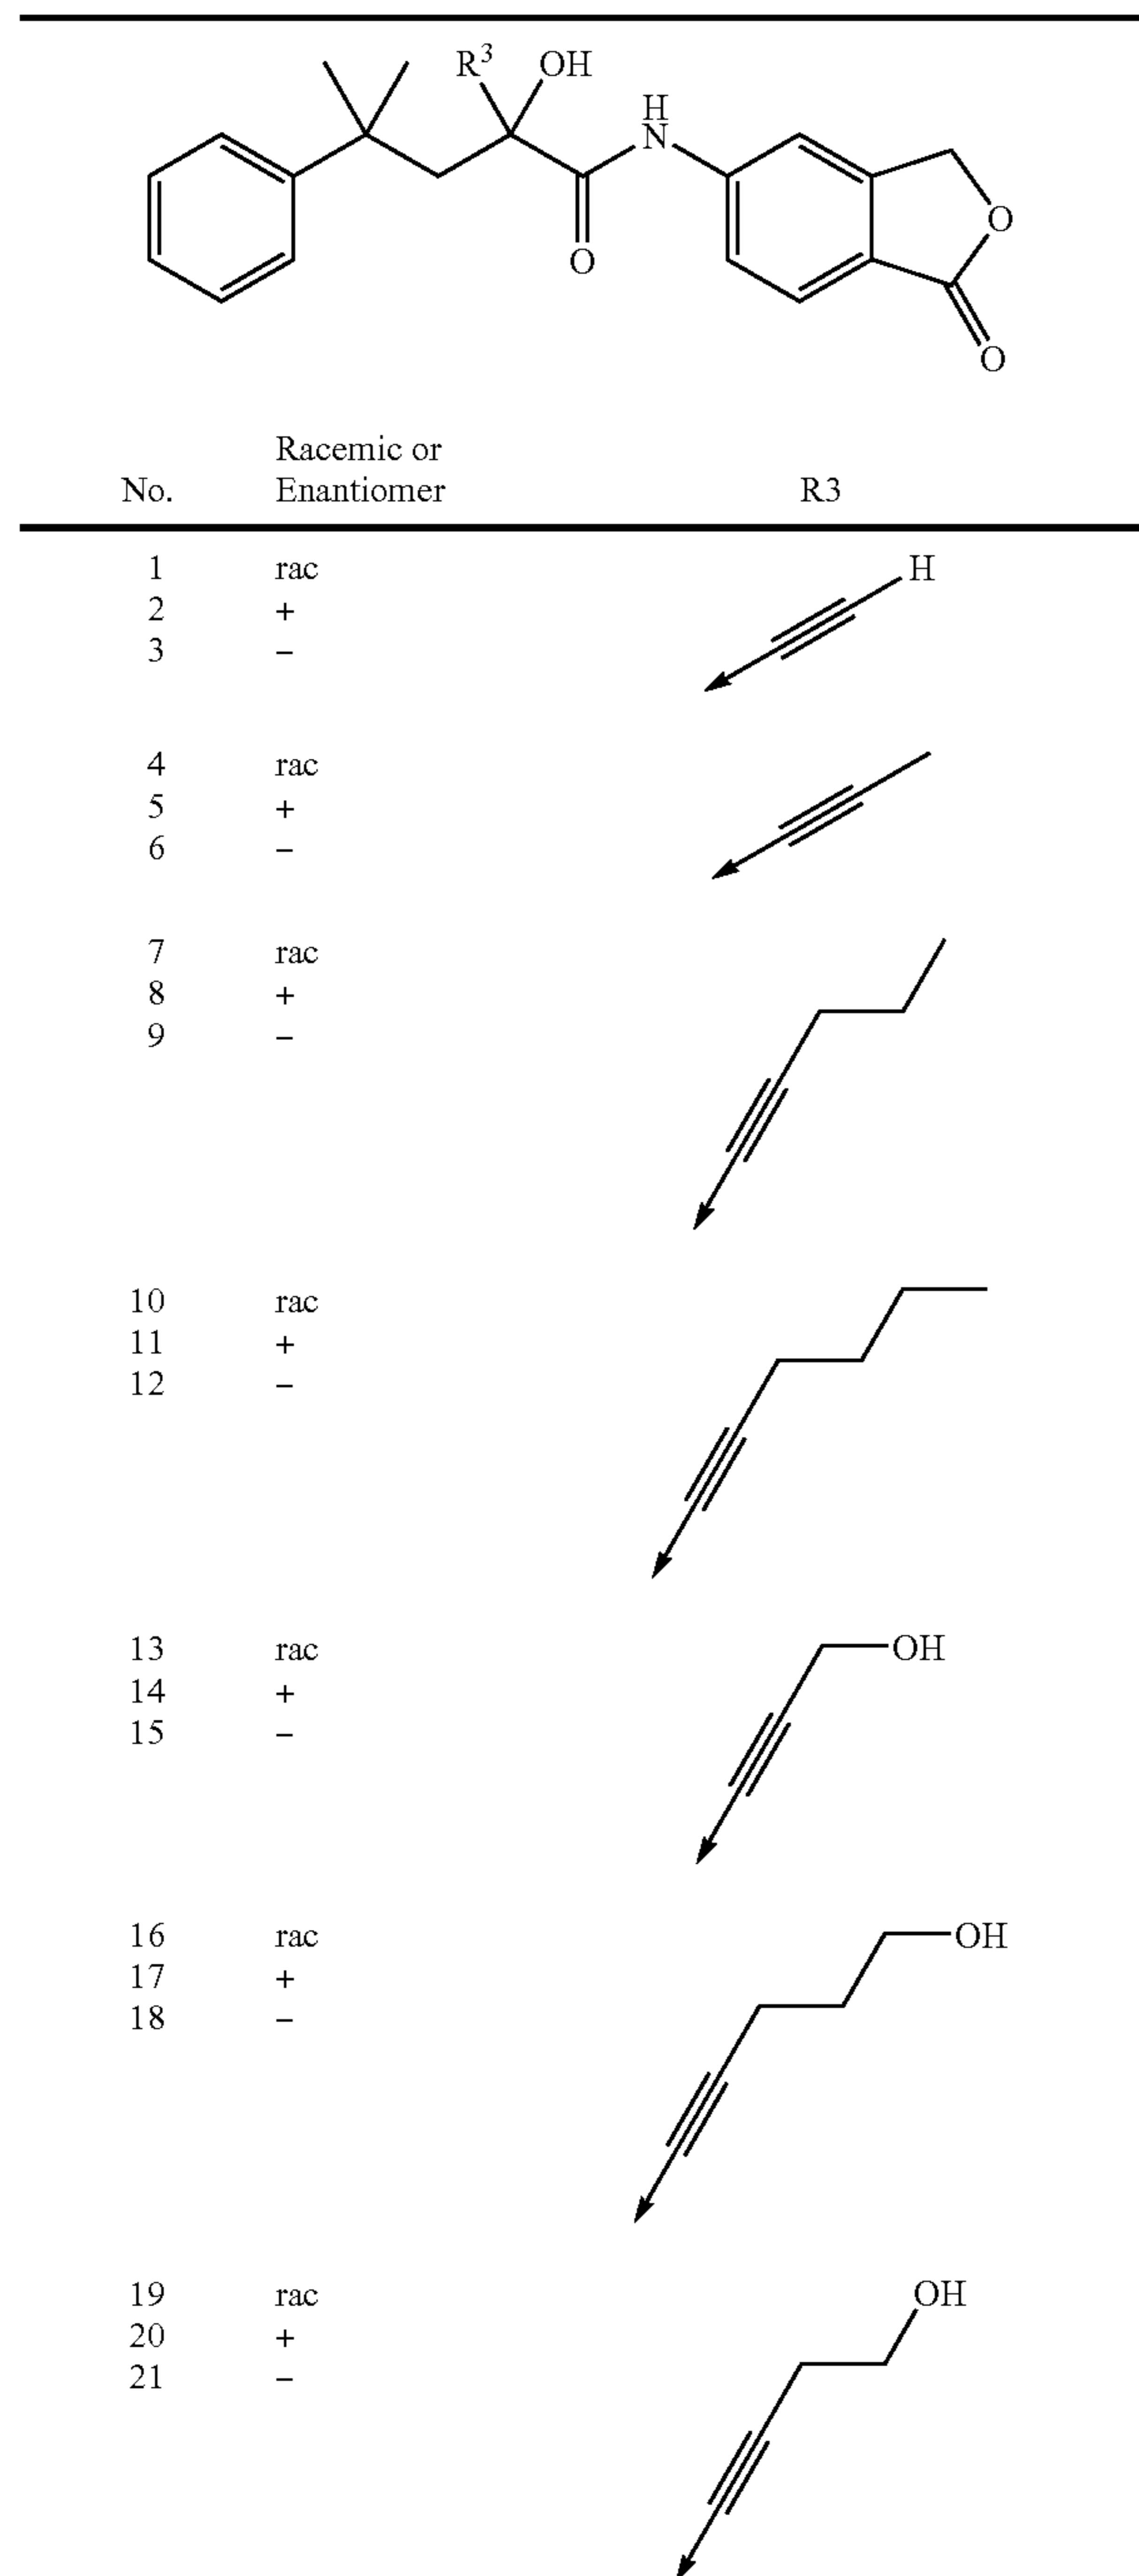 R3 OH
H
N
O
O
O
Racemic or
No. Enantiomer R3
1 rac H
2 +
3 −
4 rac
5 +
6 −
7 rac
8 +
9 −
10 rac
11 +
12 −
13 rac OH
14 +
15 −
16 rac OH
17 +
18 −
19 rac OH
20 +
21 −